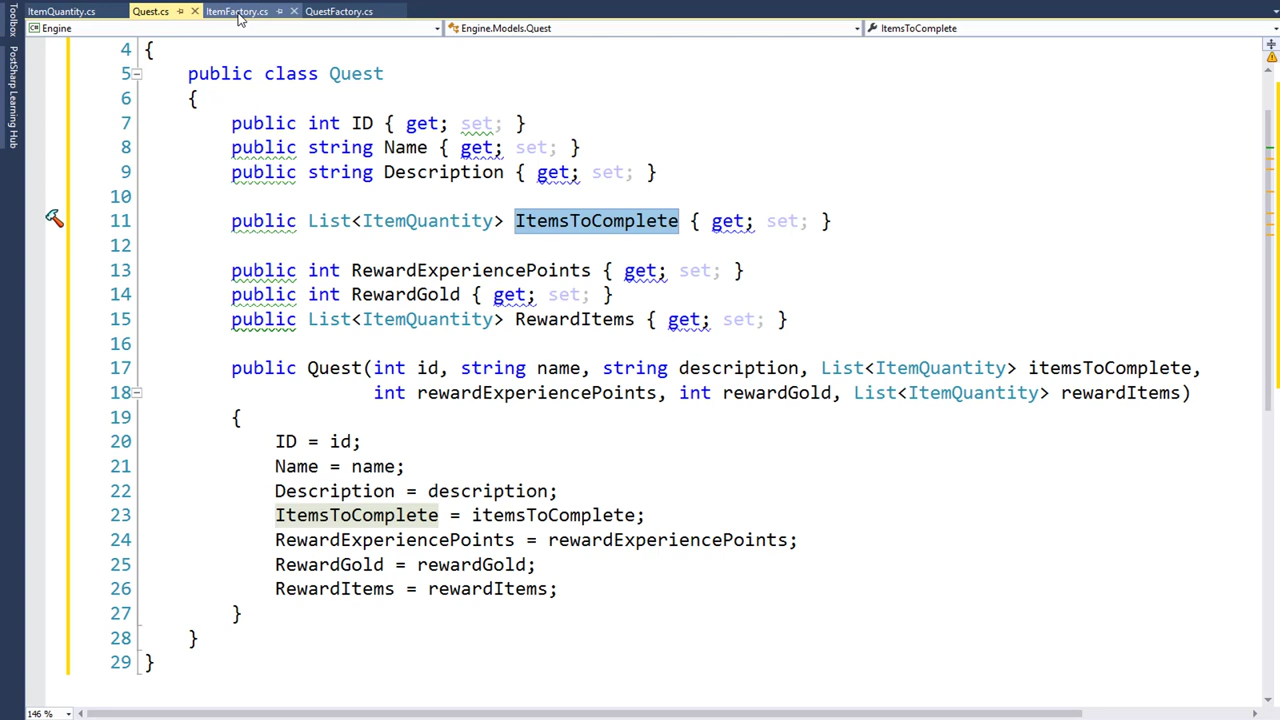 ItemQuantity.cs Quest.cs ItemFactory.cs QuestFactory.cs
Engine Engine.Models.Quest ItemsToComplete
Toolbox
PostSharp Learning Hub
4 {
5 public class Quest
6 {
7 public int ID { get; set; }
8 public string Name { get; set; }
9 public string Description { get; set; }
10
11 public List<ItemQuantity> ItemsToComplete { get; set; }
12
13 public int RewardExperiencePoints { get; set; }
14 public int RewardGold { get; set; }
15 public List<ItemQuantity> RewardItems { get; set; }
16
17 public Quest(int id, string name, string description, List<ItemQuantity> itemsToComplete,
18 int rewardExperiencePoints, int rewardGold, List<ItemQuantity> rewardItems)
19 {
20 ID = id;
21 Name = name;
22 Description = description;
23 ItemsToComplete = itemsToComplete;
24 RewardExperiencePoints = rewardExperiencePoints;
25 RewardGold = rewardGold;
26 RewardItems = rewardItems;
27 }
28 }
29 }
146 %